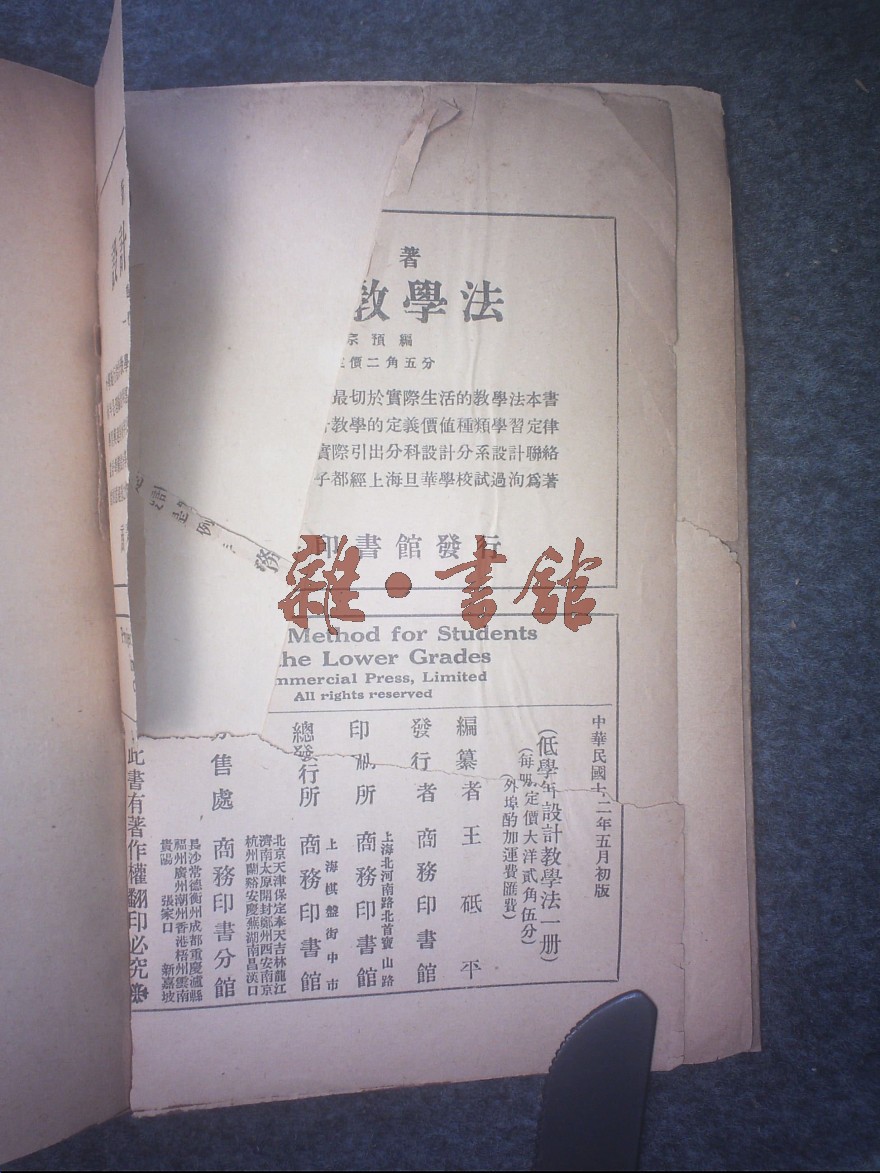 著
教學法
宗預編
價二角五分
最切於實際生活的教學法本書
教學的定義價值種類學習定律
實際引出分科設計分系設計聯絡
子都經上海旦華學校試過洵爲著
務印書館發行
雜·書館
Method for Students
the Lower Grades
mmercial Press, Limited
All rights reserved
中華民國十二年五月初版
(低學年設計教學法一册)
(每册定價大洋貳角伍分)
(外埠酌加運費匯費)
編纂者 王砥平
發行者 商務印書館
上海北河南路北首寶山路
印刷所 商務印書館
上海棋盤街中市
總發行所 商務印書館
北京天津保定奉天吉林龍江
濟南太原開封鄭州西安南京
杭州蘭谿安慶蕪湖南昌漢口
分售處 商務印書分館
長沙常德衡州成都重慶瀘縣
福州廣州潮州香港梧州雲南
貴陽 張家口 新嘉坡
此書有著作權翻印必究